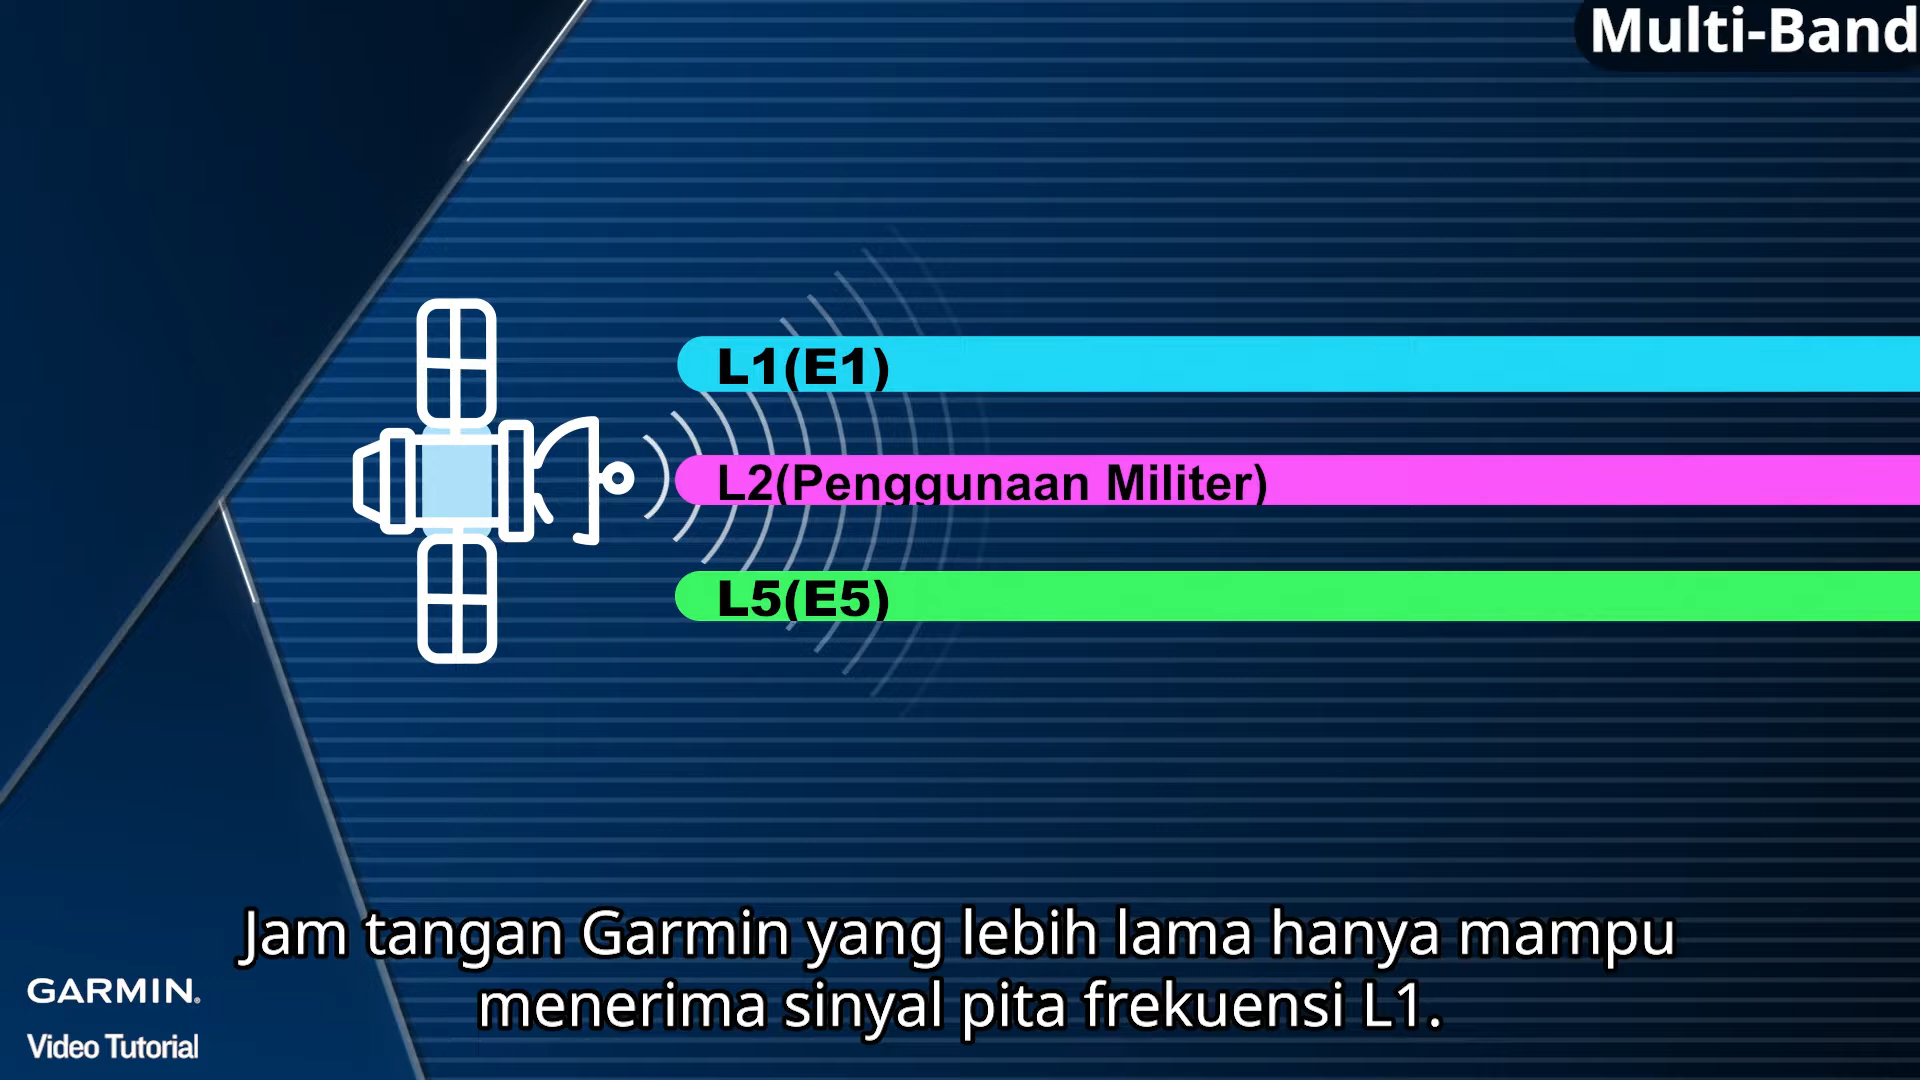 Multi-Band
L1(E1)
L2(Penggunaan Militer)
L5(E5)
Jam tangan Garmin yang lebih lama hanya mampu
menerima sinyal pita frekuensi L1.
GARMIN®
Video Tutorial